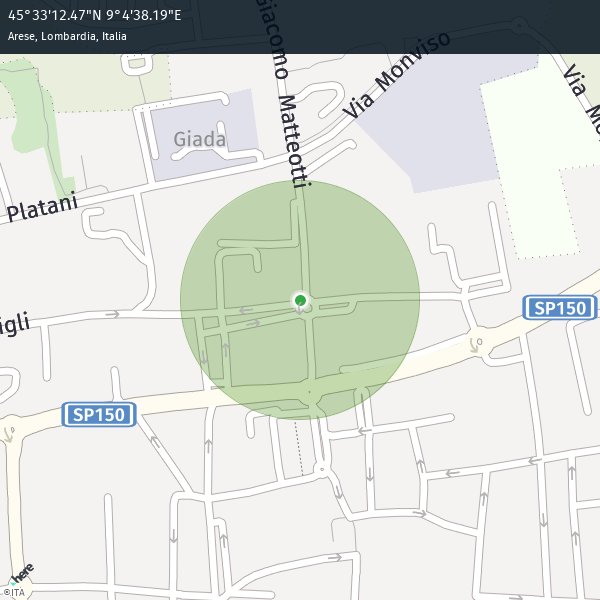 45°33'12.47"N 9°4'38.19"E
Arese, Lombardia, Italia
Giacomo Matteotti
Via Monviso
Via Mo
Giada
Platani
igli
SP150
SP150
here
©ITA